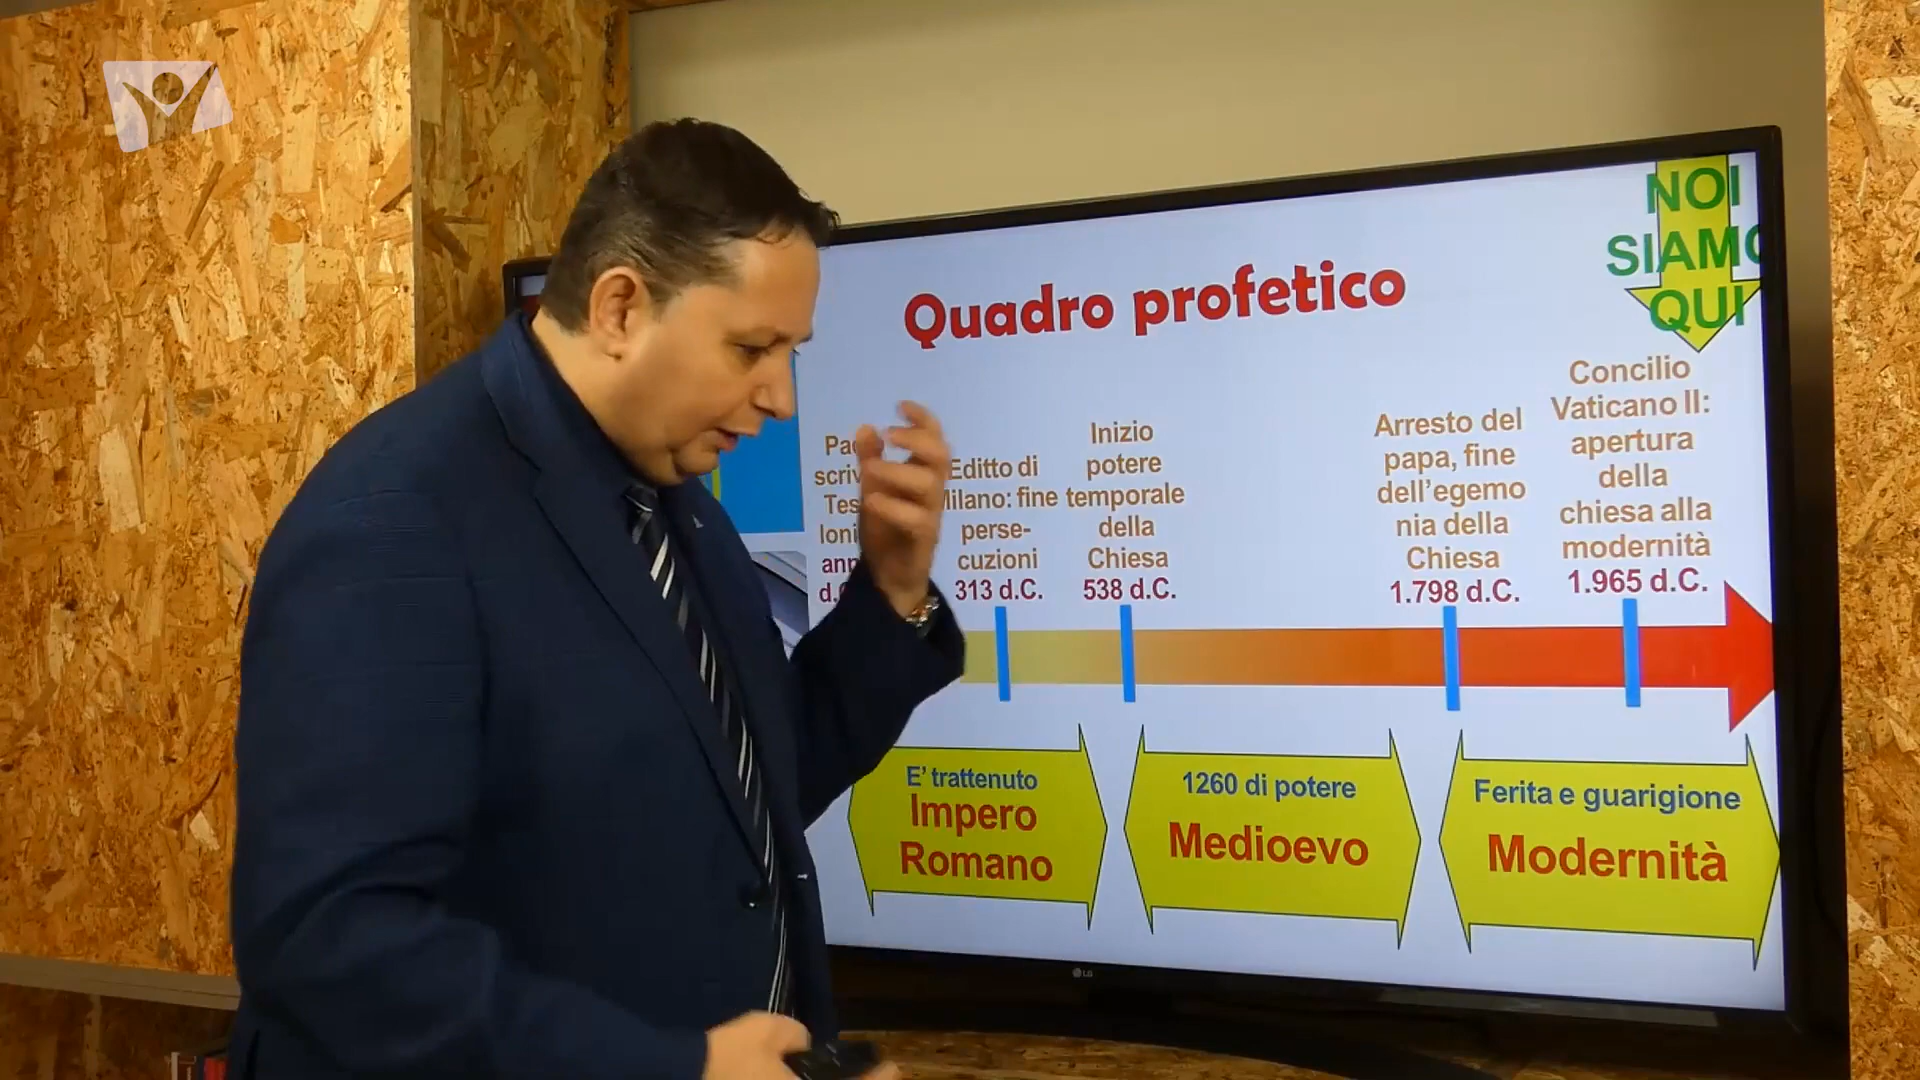 NOI
SIAMO
QUI
Quadro profetico
Editto di
Milano: fine
perse-
cuzioni
313 d.C.
Inizio
potere
temporale
della
Chiesa
538 d.C.
Arresto del
papa, fine
dell'egemo
nia della
Chiesa
1.798 d.C.
Concilio
Vaticano II:
apertura
della
chiesa alla
modernità
1.965 d.C.
E' trattenuto
Impero
Romano
1260 di potere
Medioevo
Ferita e guarigione
Modernità
LG